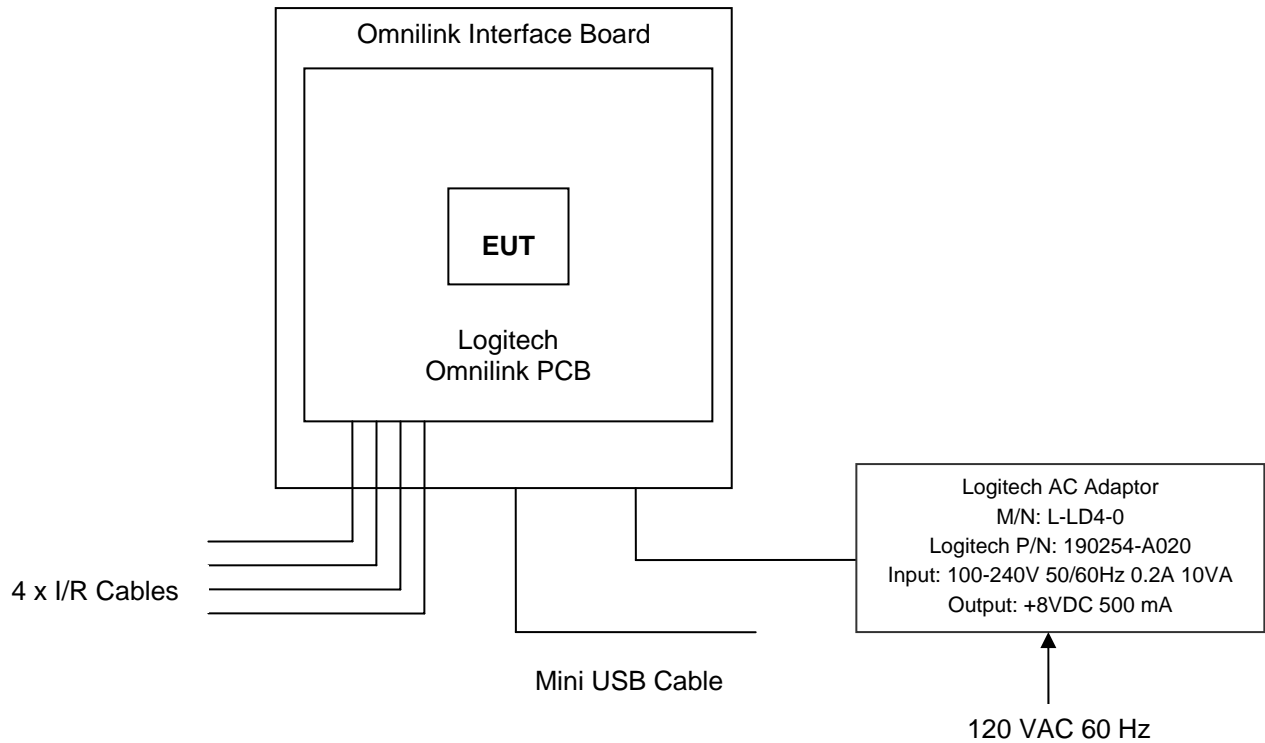 Omnilink Interface Board
EUT
Logitech
Omnilink PCB
Logitech AC Adaptor
M/N: L-LD4-0
Logitech P/N: 190254-A020
Input: 100-240V 50/60Hz 0.2A 10VA
Output: +8VDC 500 mA
4 x I/R Cables
Mini USB Cable
120 VAC 60 Hz